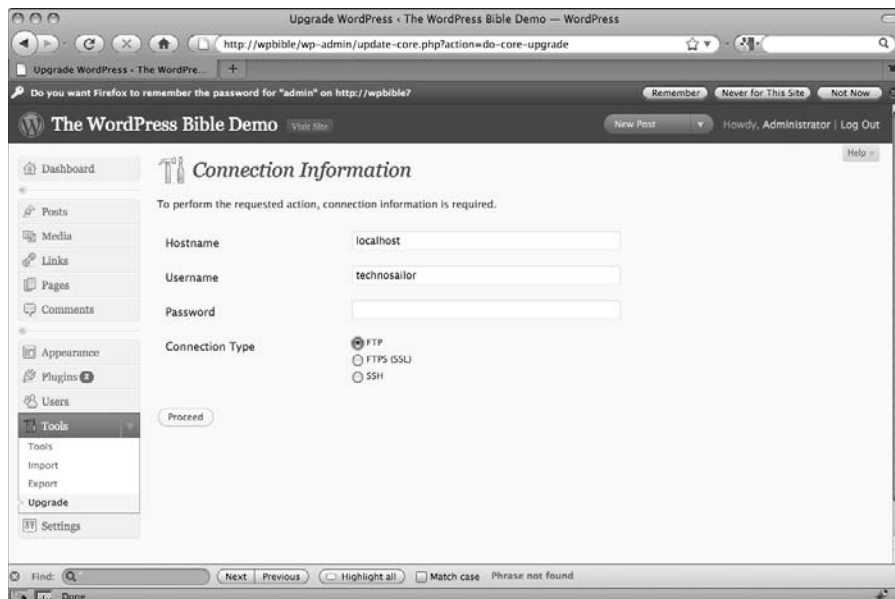 Upgrade WordPress ‹ The WordPress Bible Demo — WordPress
http://wpbible/wp-admin/update-core.php?action=do-core-upgrade
Upgrade WordPress ‹ The WordPre... +
Do you want Firefox to remember the password for "admin" on http://wpbible? Remember Never for This Site Not Now
The WordPress Bible Demo Visit Site New Post Howdy, Administrator | Log Out
Help
Dashboard
Posts
Media
Links
Pages
Comments
Appearance
Plugins 2
Users
Tools
Tools
Import
Export
Upgrade
Settings
Connection Information
To perform the requested action, connection information is required.
Hostname localhost
Username technosailor
Password
Connection Type FTP
FTPS (SSL)
SSH
Proceed
Find: Next Previous Highlight all Match case Phrase not found
Done